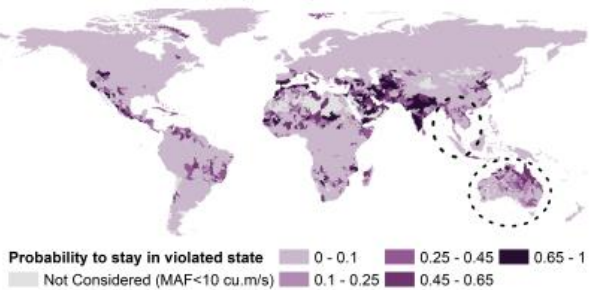 Probability to stay in violated state 0 - 0.1 0.25 - 0.45 0.65 - 1
Not Considered (MAF<10 cu.m/s) 0.1 - 0.25 0.45 - 0.65